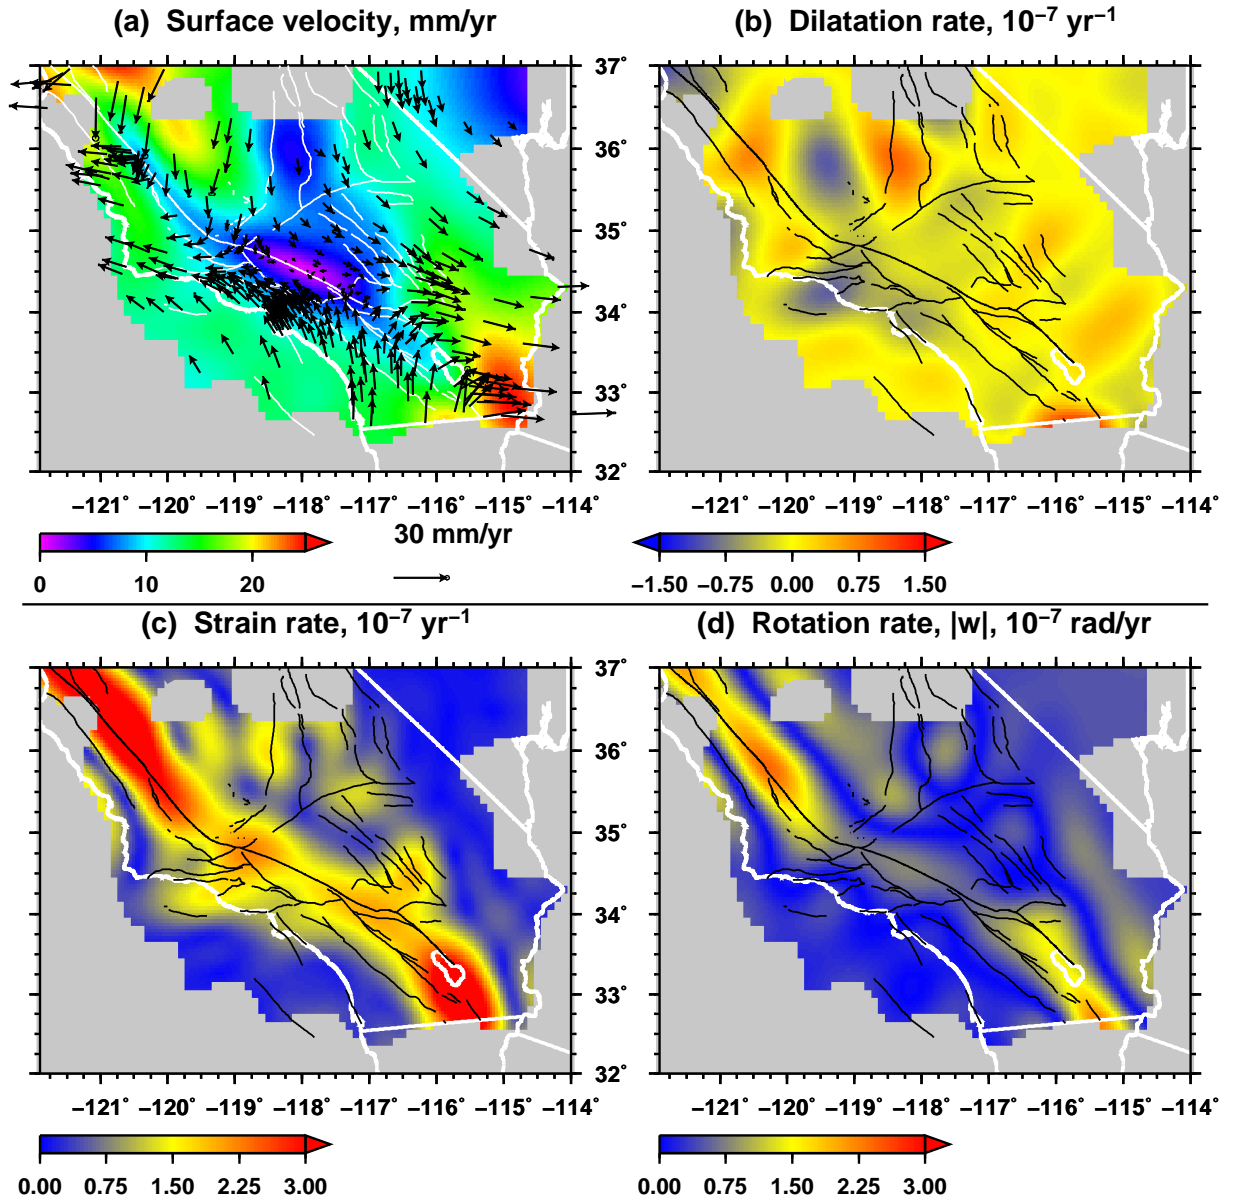 (a) Surface velocity, mm/yr
(b) Dilatation rate, 10⁻⁷ yr⁻¹
37°
36°
35°
34°
33°
32°
−121° −120° −119° −118° −117° −116° −115° −114°
−121° −120° −119° −118° −117° −116° −115° −114°
30 mm/yr
0 10 20
−1.50 −0.75 0.00 0.75 1.50
(c) Strain rate, 10⁻⁷ yr⁻¹
(d) Rotation rate, |w|, 10⁻⁷ rad/yr
37°
36°
35°
34°
33°
32°
−121° −120° −119° −118° −117° −116° −115° −114°
−121° −120° −119° −118° −117° −116° −115° −114°
0.00 0.75 1.50 2.25 3.00
0.00 0.75 1.50 2.25 3.00